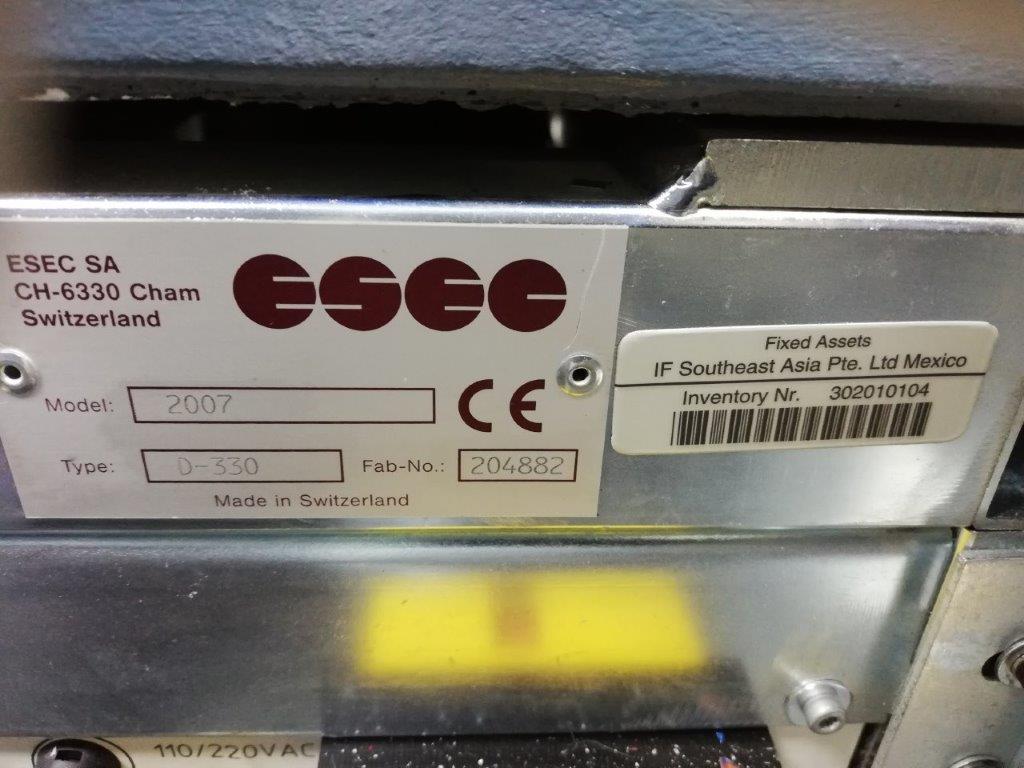 ESEC SA
CH-6330 Cham
Switzerland
esec
Model: 2007
CE
Type: D-330
Fab-No.: 204882
Made in Switzerland
Fixed Assets
IF Southeast Asia Pte. Ltd Mexico
Inventory Nr. 302010104
110/220VAC